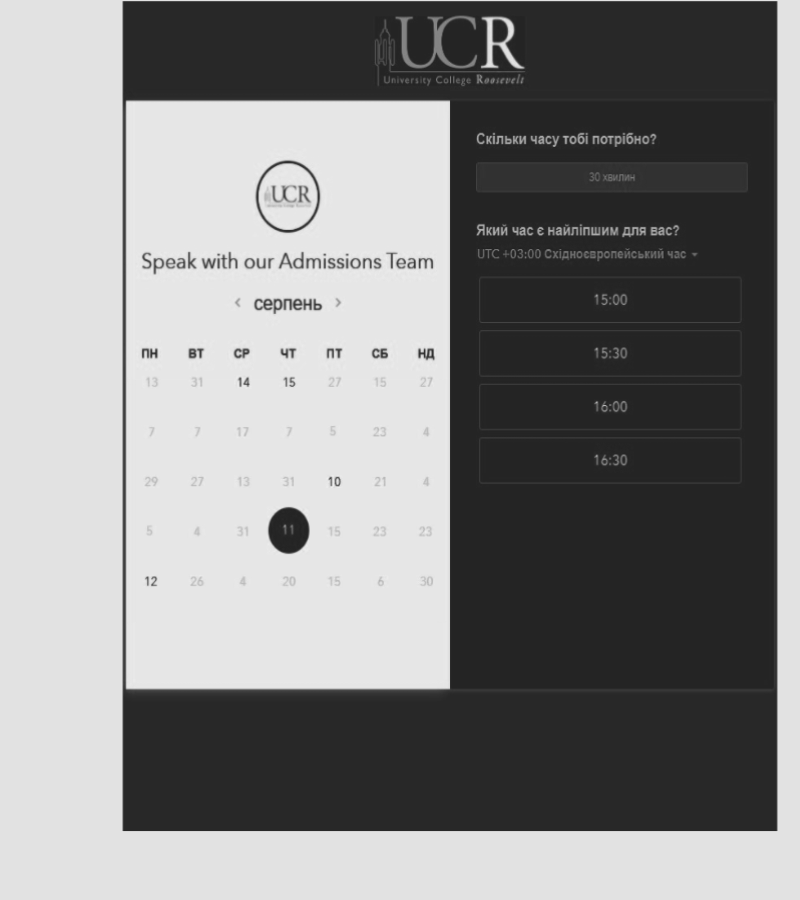 UCR
University College Roosevelt
UCR
Speak with our Admissions Team
< серпень >
ПН ВТ СР ЧТ ПТ СБ НД
13 31 14 15 27 15 27
7 7 17 7 5 23 4
29 27 13 31 10 21 4
5 4 31 11 15 23 23
12 26 4 20 15 6 30
Скільки часу тобі потрібно?
30 хвилин
Який час є найліпшим для вас?
UTC +03:00 Східноєвропейський час
15:00
15:30
16:00
16:30